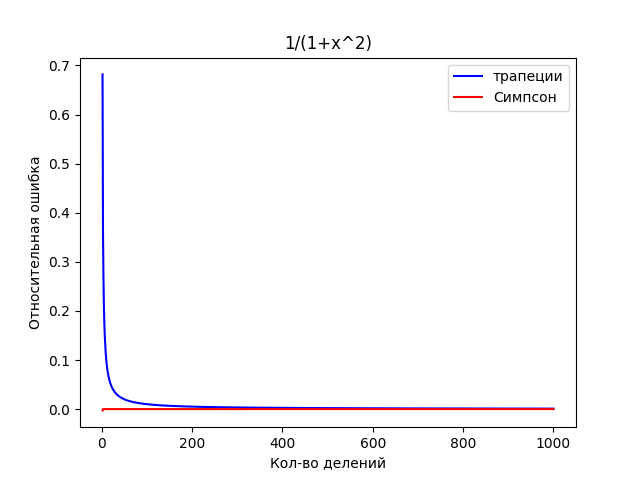 1/(1+x^2)
трапеции
Симпсон
Относительная ошибка
0.7
0.6
0.5
0.4
0.3
0.2
0.1
0.0
0 200 400 600 800 1000
Кол-во делений